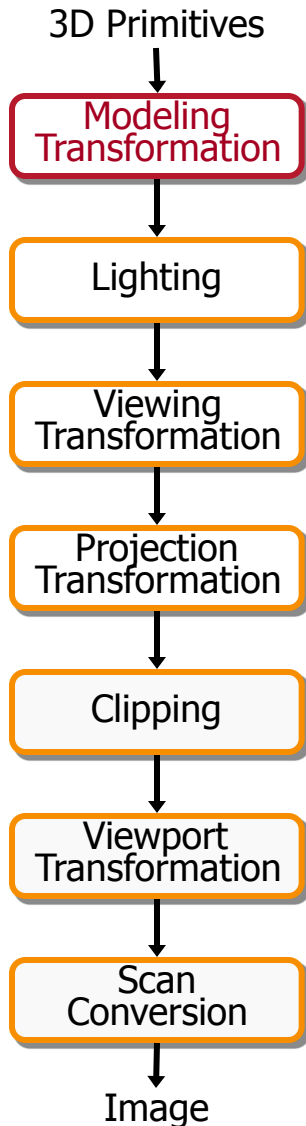 3D Primitives
Modeling
Transformation
Lighting
Viewing
Transformation
Projection
Transformation
Clipping
Viewport
Transformation
Scan
Conversion
Image